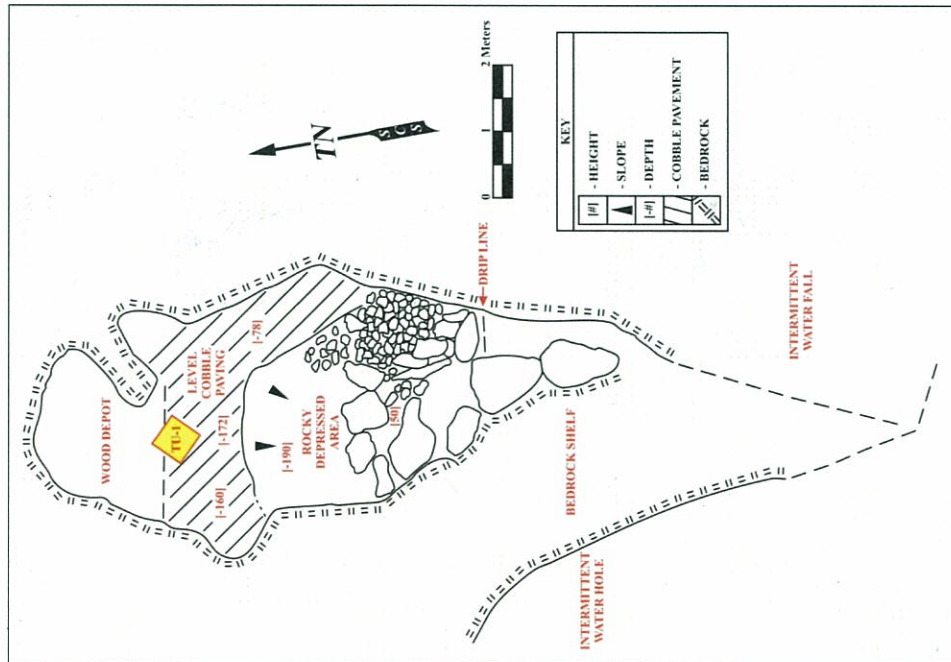 WOOD DEPOT
TU-1
LEVEL
COBBLE
PAVING
[-160]
[-172]
[-78]
[-190]
ROCKY
DEPRESSED
AREA
[50]
DRIP LINE
BEDROCK SHELF
INTERMITTENT
WATER HOLE
INTERMITTENT
WATER FALL
TN
SCS
0
1
2 Meters
KEY
[#] - HEIGHT
- SLOPE
[-#] - DEPTH
- COBBLE PAVEMENT
- BEDROCK